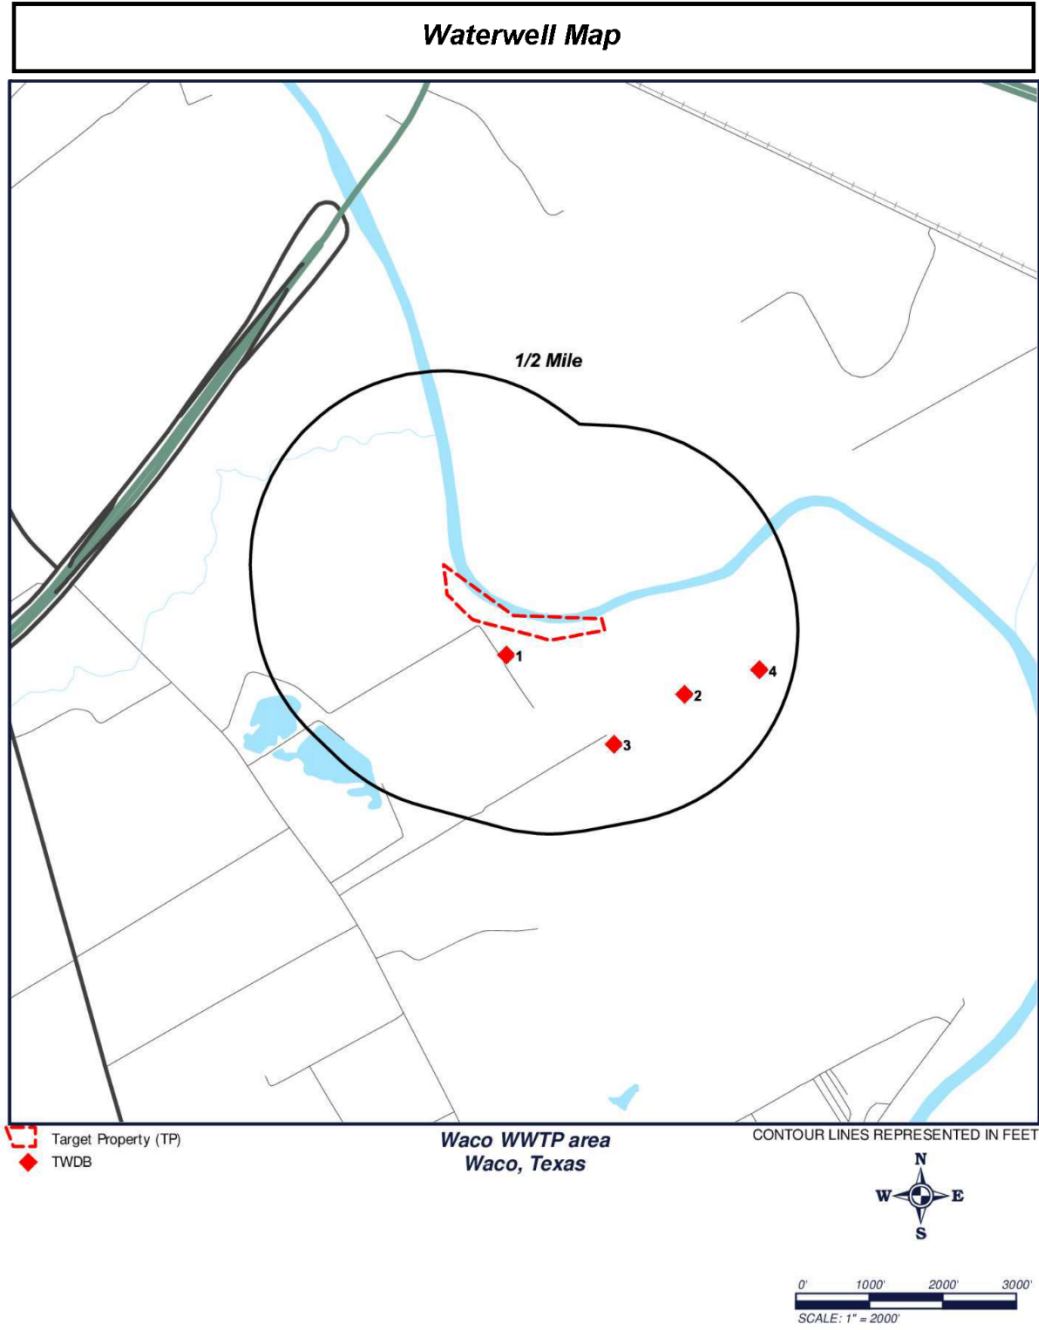 Waterwell Map
1/2 Mile
1
4
2
3
Target Property (TP)
TWDB
Waco WWTP area
Waco, Texas
CONTOUR LINES REPRESENTED IN FEET
N
W E
S
0' 1000' 2000' 3000'
SCALE: 1" = 2000'